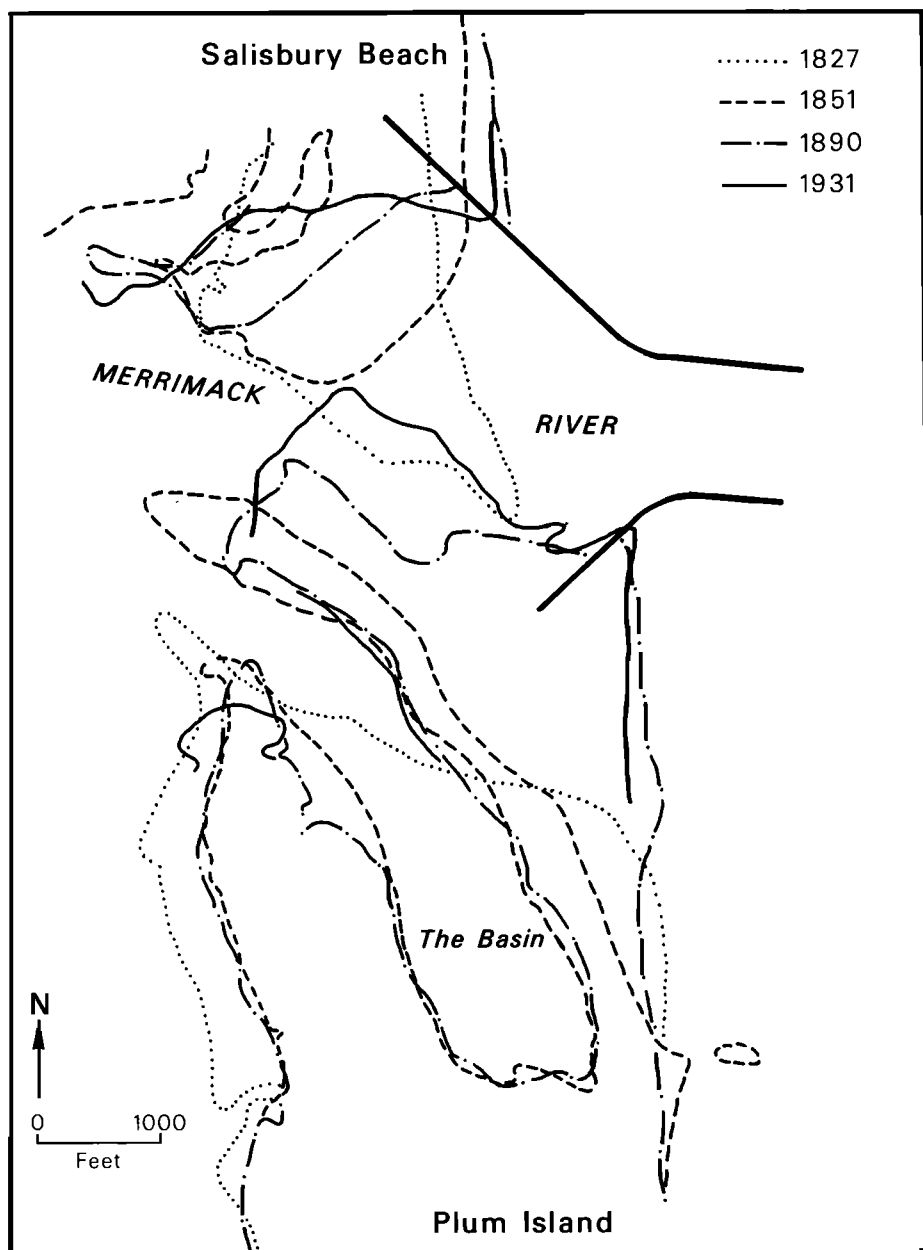 Salisbury Beach
1827
1851
1890
1931
MERRIMACK
RIVER
The Basin
N
0 1000
Feet
Plum Island